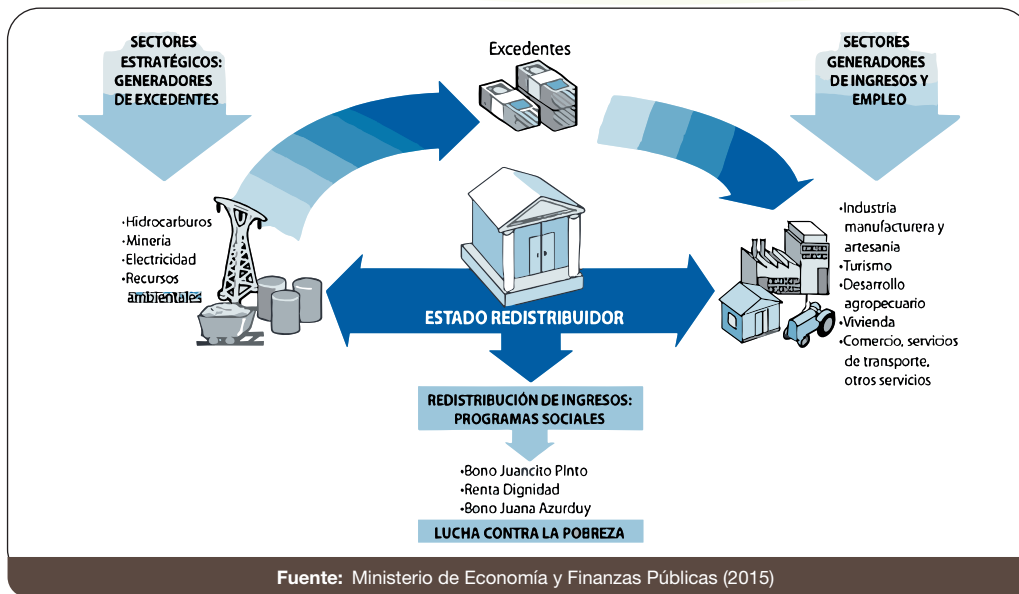 SECTORES
ESTRATÉGICOS:
GENERADORES
DE EXCEDENTES
Excedentes
SECTORES
GENERADORES
DE INGRESOS Y
EMPLEO
•Hidrocarburos
•Mineria
•Electricidad
•Recursos
ambientales
•Industria
manufacturera y
artesania
•Turismo
•Desarrollo
agropecuario
•Vivienda
•Comercio, servicios
de transporte,
otros servicios
ESTADO REDISTRIBUIDOR
REDISTRIBUCIÓN DE INGRESOS:
PROGRAMAS SOCIALES
•Bono Juancito PInto
•Renta Dignidad
•Bono Juana Azurduy
LUCHA CONTRA LA POBREZA
Fuente: Ministerio de Economía y Finanzas Públicas (2015)